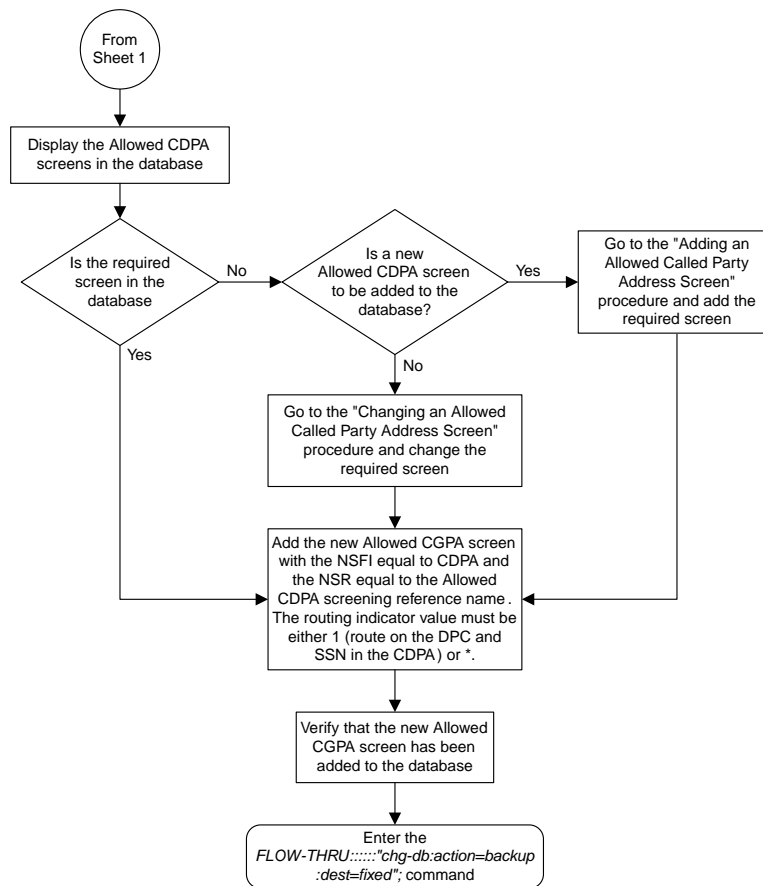 From
Sheet 1
Display the Allowed CDPA
screens in the database
Is the required
screen in the
database
No
Yes
Is a new
Allowed CDPA screen
to be added to the
database?
Yes
No
Go to the "Adding an
Allowed Called Party
Address Screen"
procedure and add the
required screen
Go to the "Changing an Allowed
Called Party Address Screen"
procedure and change the
required screen
Add the new Allowed CGPA screen
with the NSFI equal to CDPA and
the NSR equal to the Allowed
CDPA screening reference name.
The routing indicator value must be
either 1 (route on the DPC and
SSN in the CDPA) or *.
Verify that the new Allowed
CGPA screen has been
added to the database
Enter the
FLOW-THRU::::::"chg-db:action=backup
:dest=fixed"; command